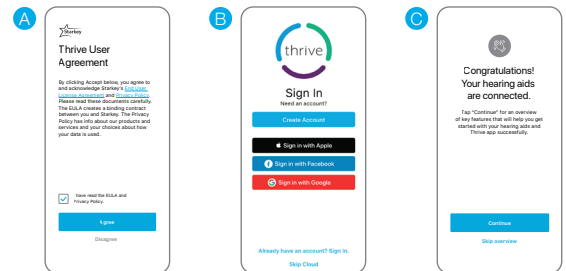 A
Starkey
Thrive User
Agreement
By clicking Accept below, you agree to
and acknowledge Starkey's End User
License Agreement and Privacy Policy.
Please read these documents carefully.
The EULA creates a binding contract
between you and Starkey. The Privacy
Policy has info about our products and
services and your choices about how
your data is used.
I have read the EULA and
Privacy Policy.
Agree
Disagree
B
thrive
Sign In
Need an account?
Create Account
Sign in with Apple
Sign in with Facebook
Sign in with Google
Already have an account? Sign In.
Skip Cloud
C
Congratulations!
Your hearing aids
are connected.
Tap "Continue" for an overview
of key features that will help you get
started with your hearing aids and
Thrive app successfully.
Continue
Skip overview